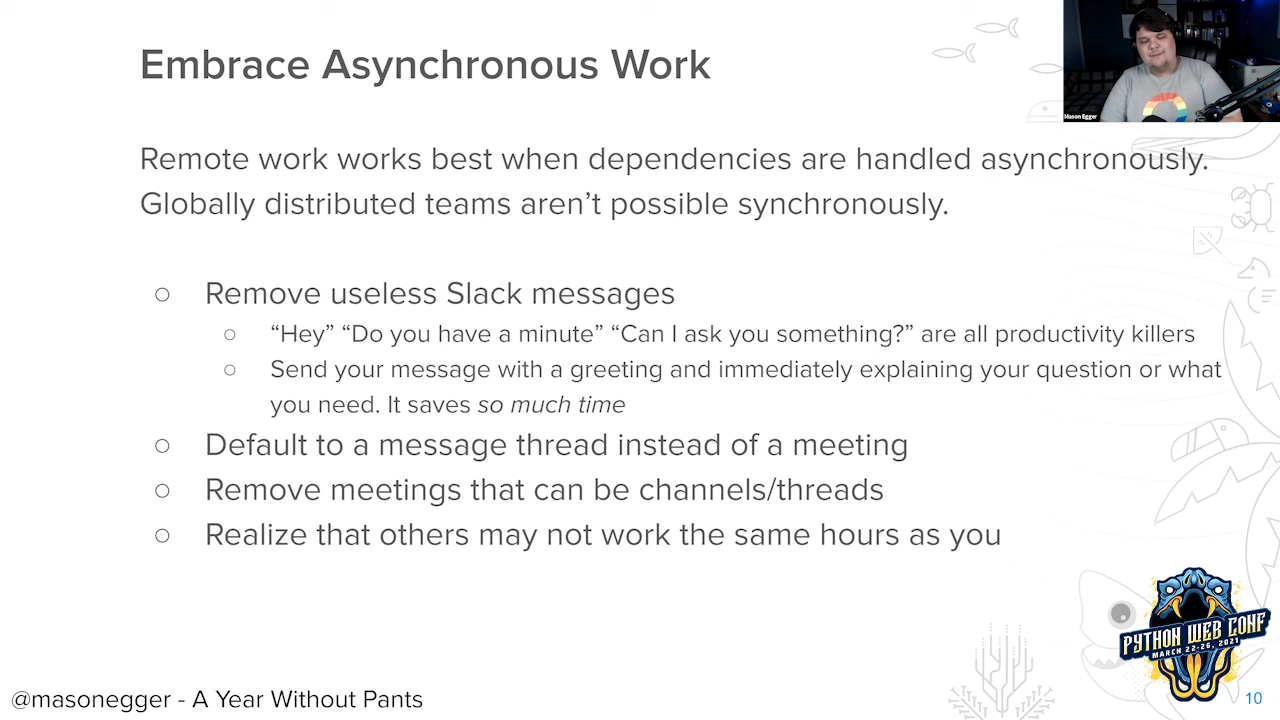 Embrace Asynchronous Work
Mason Egger
Remote work works best when dependencies are handled asynchronously.
Globally distributed teams aren’t possible synchronously.
○ Remove useless Slack messages
○ “Hey” “Do you have a minute” “Can I ask you something?” are all productivity killers
○ Send your message with a greeting and immediately explaining your question or what
you need. It saves so much time
○ Default to a message thread instead of a meeting
○ Remove meetings that can be channels/threads
○ Realize that others may not work the same hours as you
PYTHON WEB CONF
MARCH 22-26, 2021
@masonegger - A Year Without Pants
10